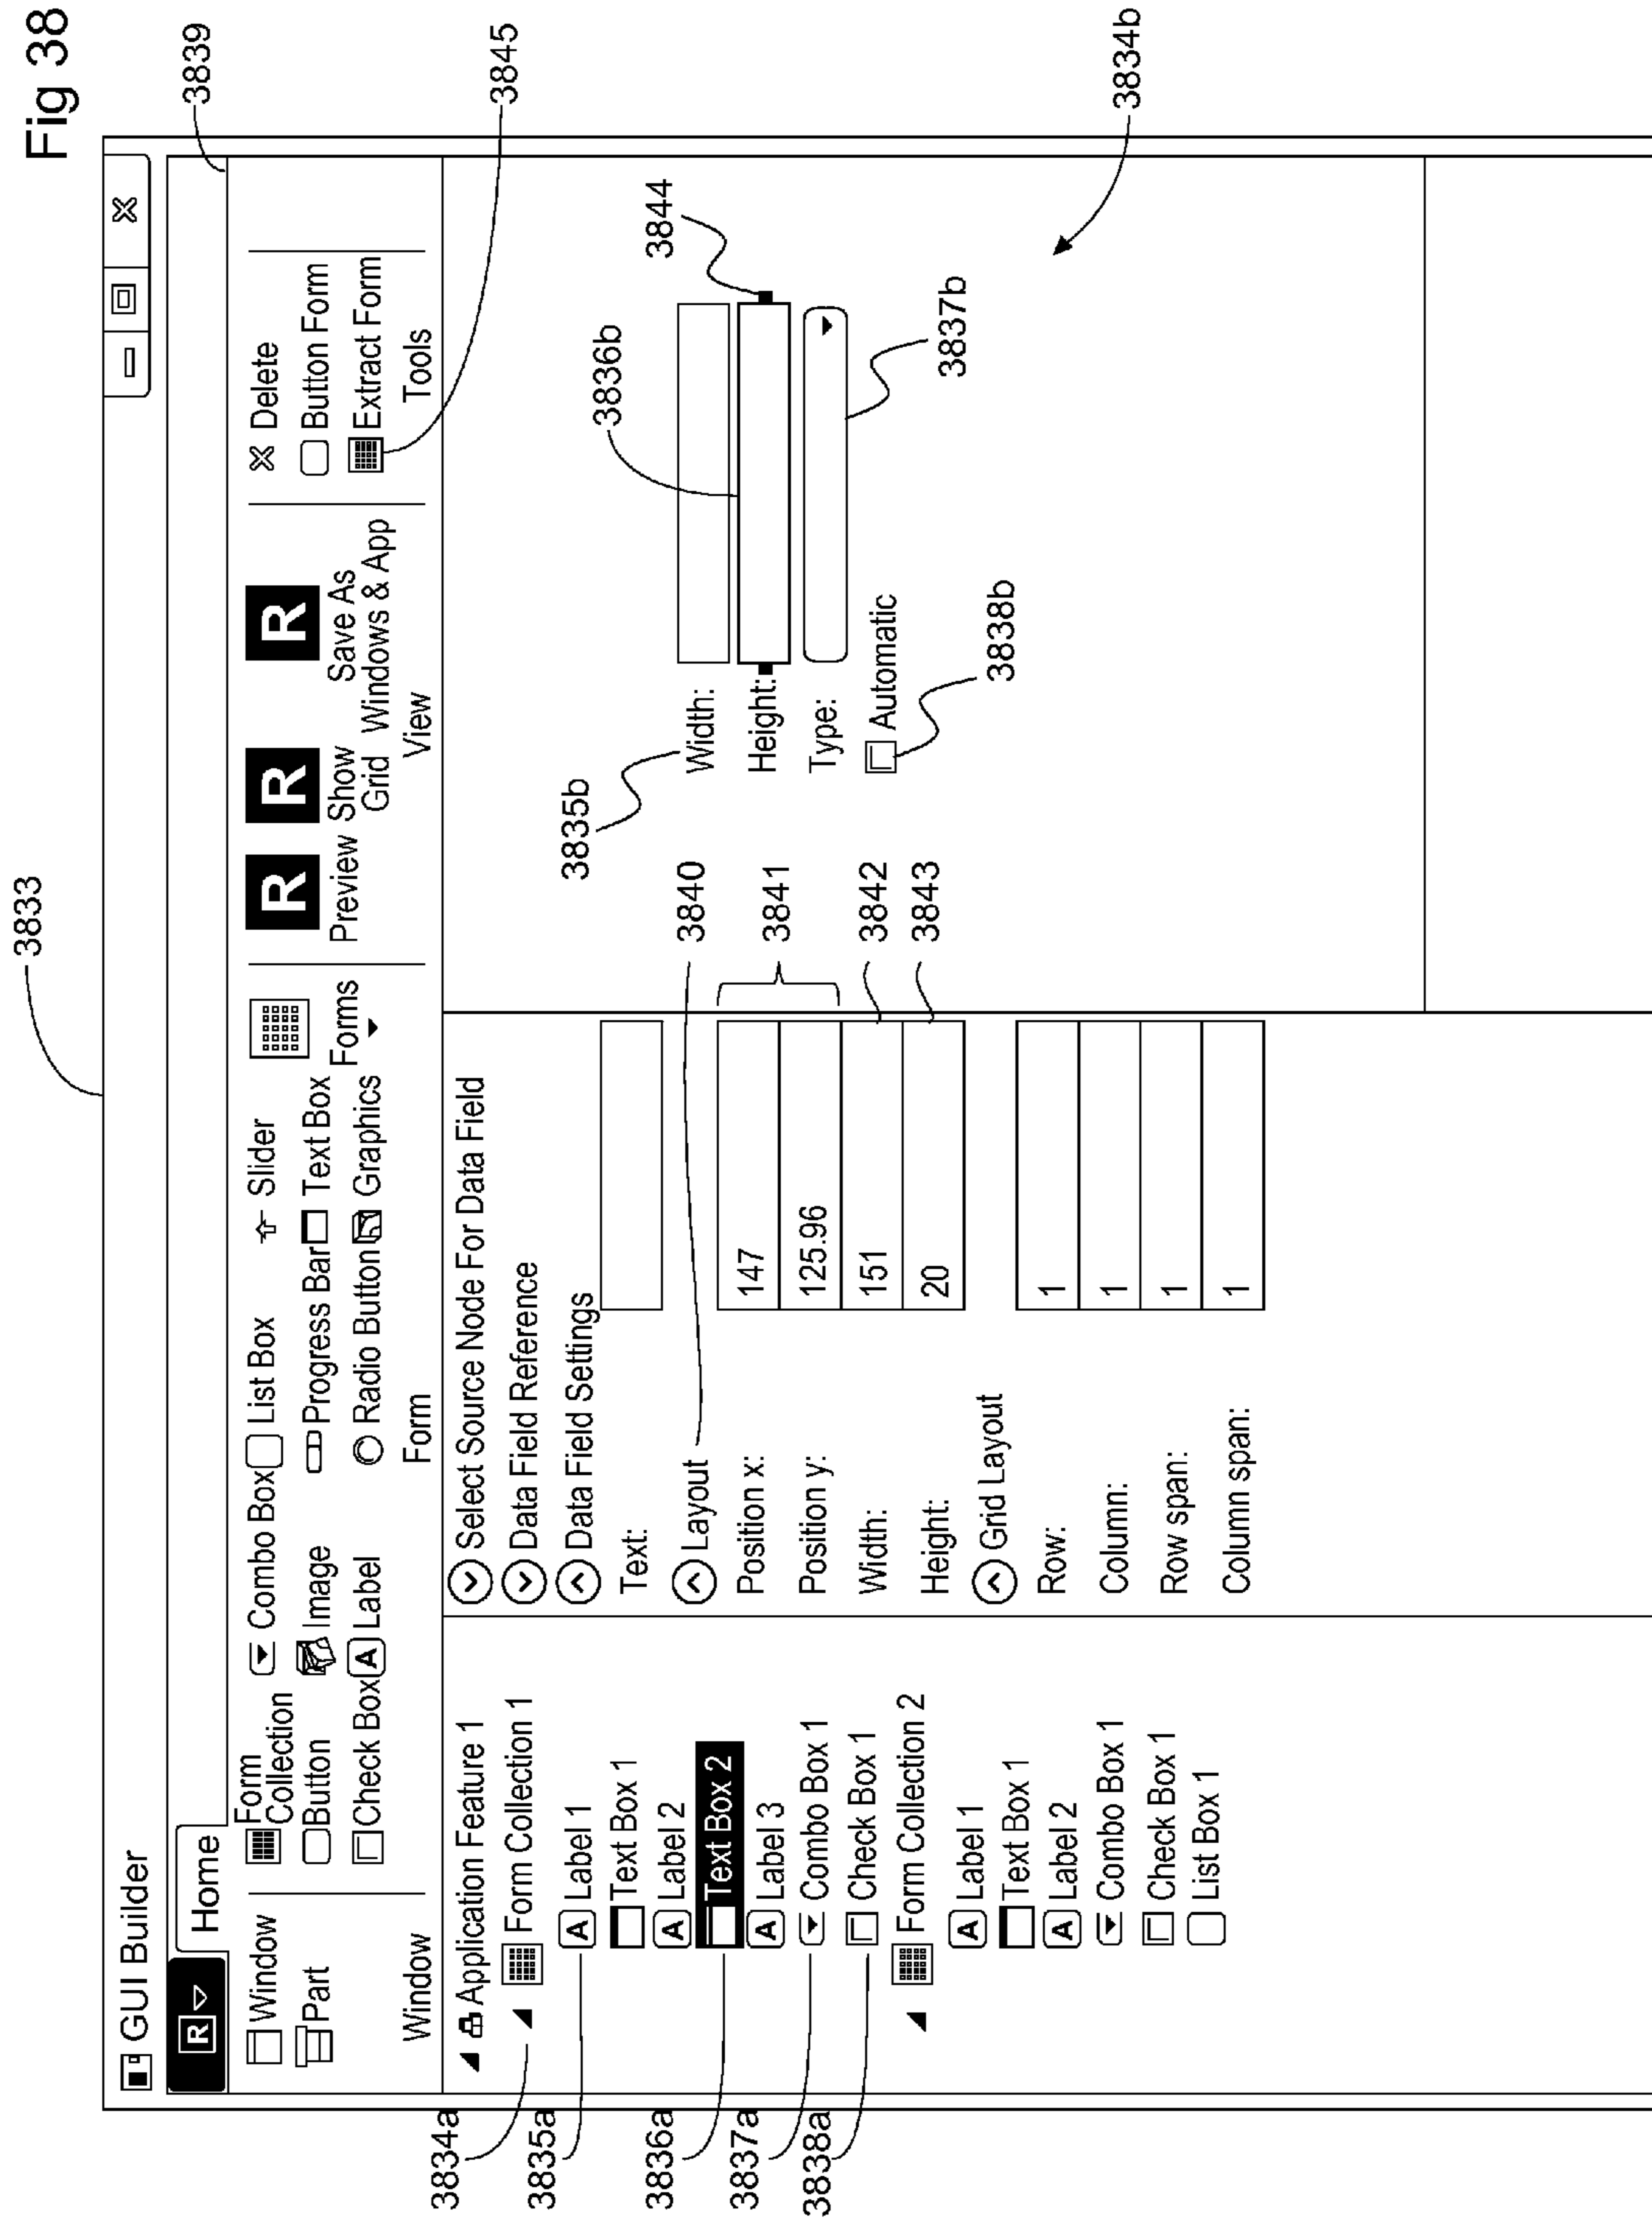 Fig 38
3833
3839
3845
GUI Builder
R
Home
Window
Part
Window
Form
Collection
Button
Check Box
Combo Box
Image
A Label
List Box
Progress Bar
Radio Button
Slider
Text Box
Graphics
Forms
Form
R
R
R
Preview
Show
Grid
Save As
Windows & App
View
Delete
Button Form
Extract Form
Tools
3834a
3835a
3836a
3837a
3838a
Application Feature 1
Form Collection 1
A Label 1
Text Box 1
A Label 2
Text Box 2
A Label 3
Combo Box 1
Check Box 1
Form Collection 2
A Label 1
Text Box 1
A Label 2
Combo Box 1
Check Box 1
List Box 1
Select Source Node For Data Field
Data Field Reference
Data Field Settings
Text:
Layout
Position x: 147
Position y: 125.96
Width: 151
Height: 20
Grid Layout
Row: 1
Column: 1
Row span: 1
Column span: 1
3840
3841
3842
3843
3835b
3836b
3844
Width:
Height:
Type:
Automatic
3837b
3838b
3834b